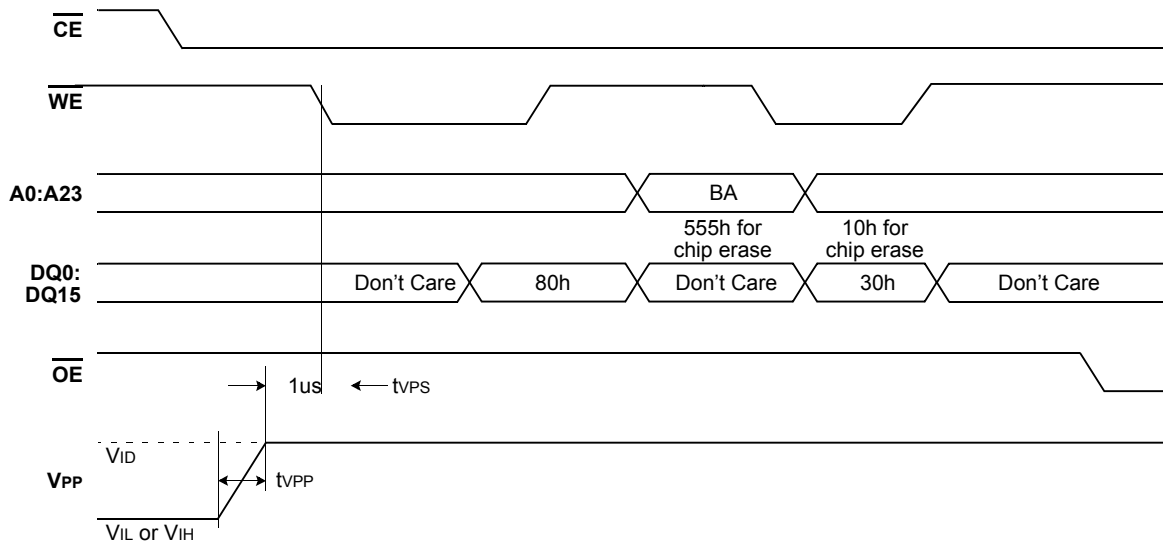 CE
WE
A0:A23
BA
555h for
chip erase
10h for
chip erase
DQ0:
DQ15
Don't Care
80h
Don't Care
30h
Don't Care
OE
1us
tVPS
VID
VPP
tVPP
VIL or VIH